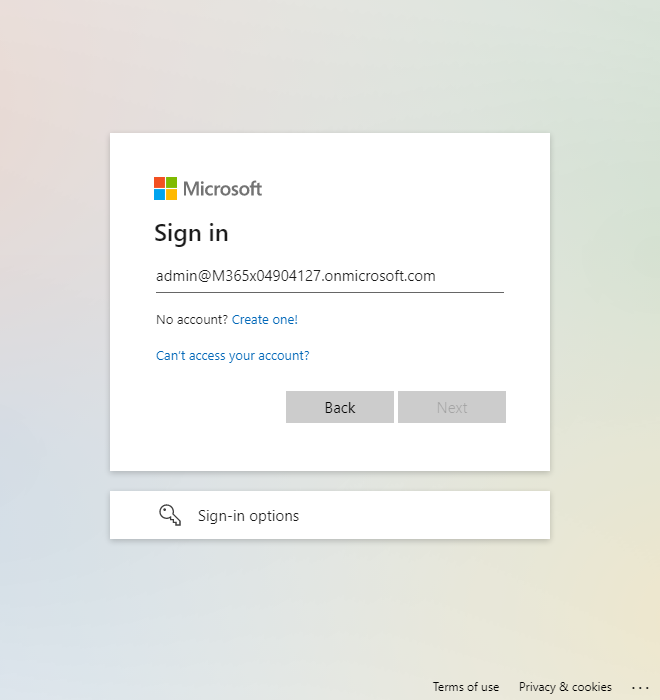 Microsoft
Sign in
admin@M365x04904127.onmicrosoft.com
No account? Create one!
Can't access your account?
Back Next
Sign-in options
Terms of use Privacy & cookies ...